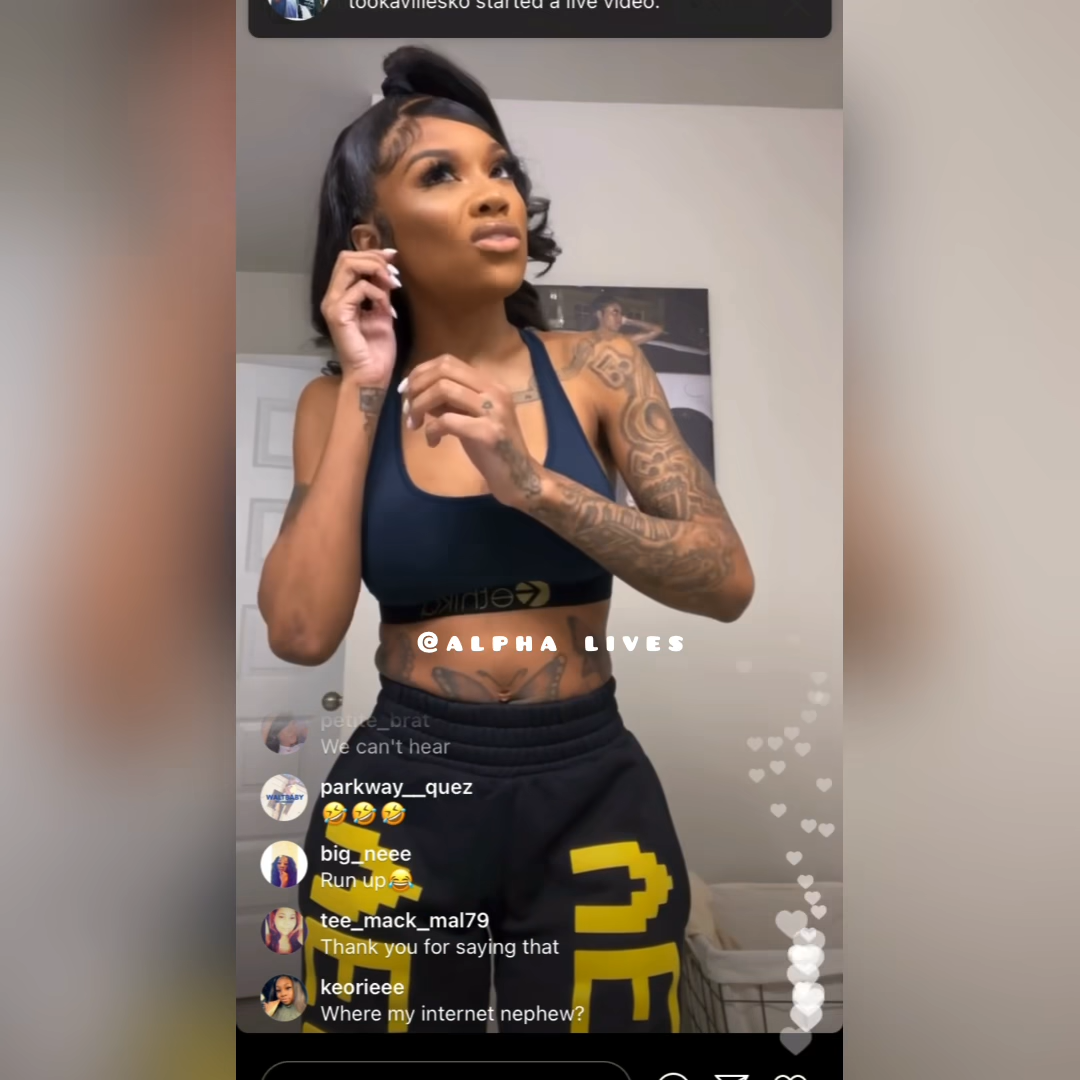 tookavillesko started a live video.
ethika
@ALPHA LIVES
petite_brat
We can't hear
parkway__quez
🤣🤣🤣
big_neee
Run up😂
tee_mack_mal79
Thank you for saying that
keorieee
Where my internet nephew?